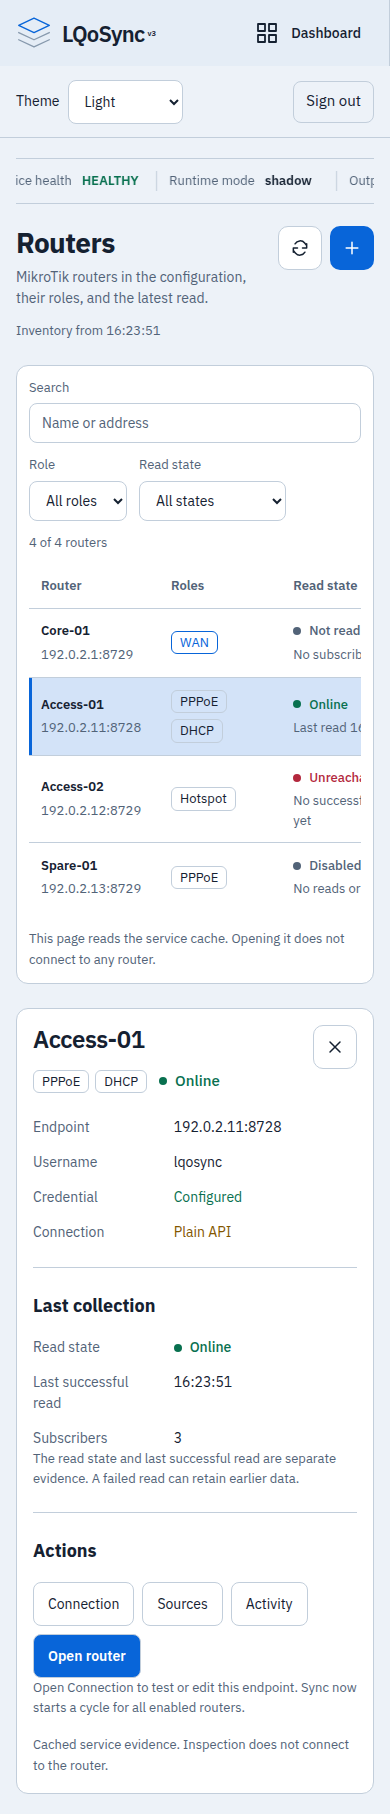 LQoSync v3
Dashboard
Theme Light Sign out
ice health HEALTHY Runtime mode shadow Outp
Routers
MikroTik routers in the configuration,
their roles, and the latest read.
Inventory from 16:23:51
Search
Name or address
Role Read state
All roles All states
4 of 4 routers
Router Roles Read state
Core-01 WAN Not read
192.0.2.1:8729 No subscrib
Access-01 PPPoE Online
192.0.2.11:8728 DHCP Last read 16
Access-02 Hotspot Unreacha
192.0.2.12:8729 No successf
yet
Spare-01 PPPoE Disabled
192.0.2.13:8729 No reads or
This page reads the service cache. Opening it does not
connect to any router.
Access-01
PPPoE DHCP Online
Endpoint 192.0.2.11:8728
Username lqosync
Credential Configured
Connection Plain API
Last collection
Read state Online
Last successful
read 16:23:51
Subscribers 3
The read state and last successful read are separate
evidence. A failed read can retain earlier data.
Actions
Connection Sources Activity
Open router
Open Connection to test or edit this endpoint. Sync now
starts a cycle for all enabled routers.
Cached service evidence. Inspection does not connect
to the router.